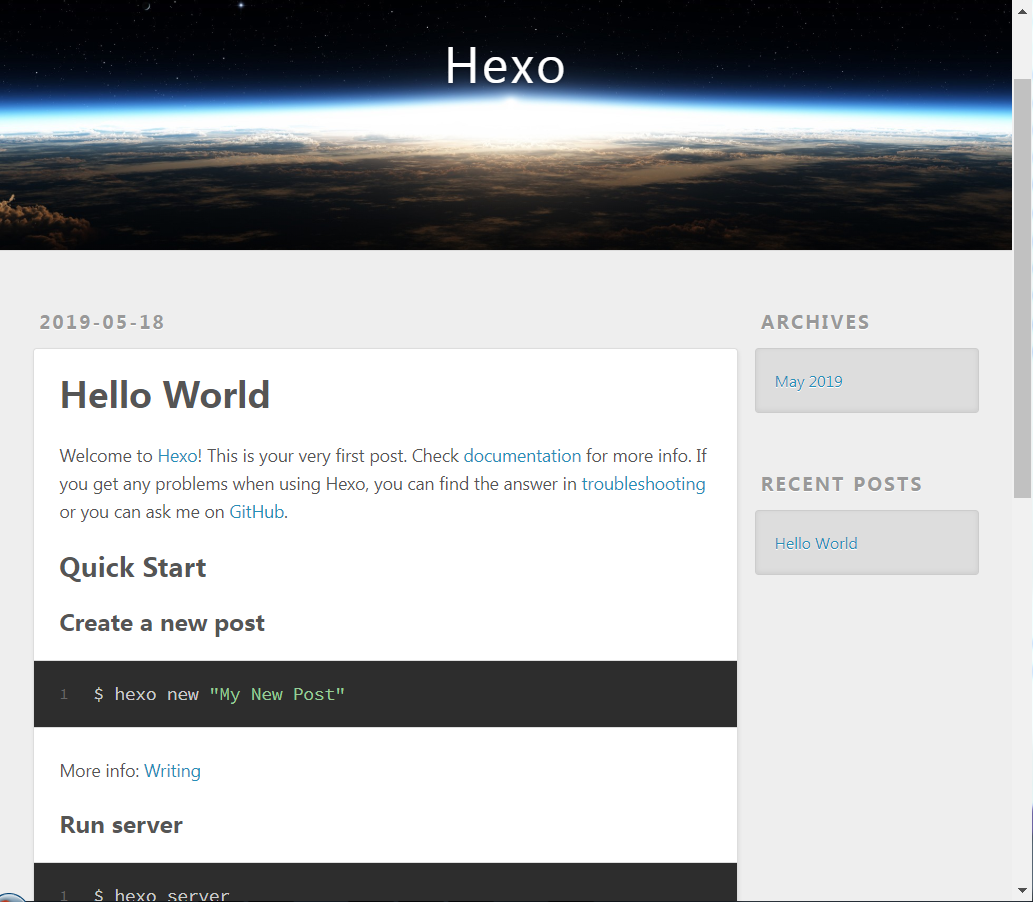 Hexo
2019-05-18
Hello World
Welcome to Hexo! This is your very first post. Check documentation for more info. If
you get any problems when using Hexo, you can find the answer in troubleshooting
or you can ask me on GitHub.
Quick Start
Create a new post
1 $ hexo new "My New Post"
More info: Writing
Run server
1 $ hexo server
ARCHIVES
May 2019
RECENT POSTS
Hello World